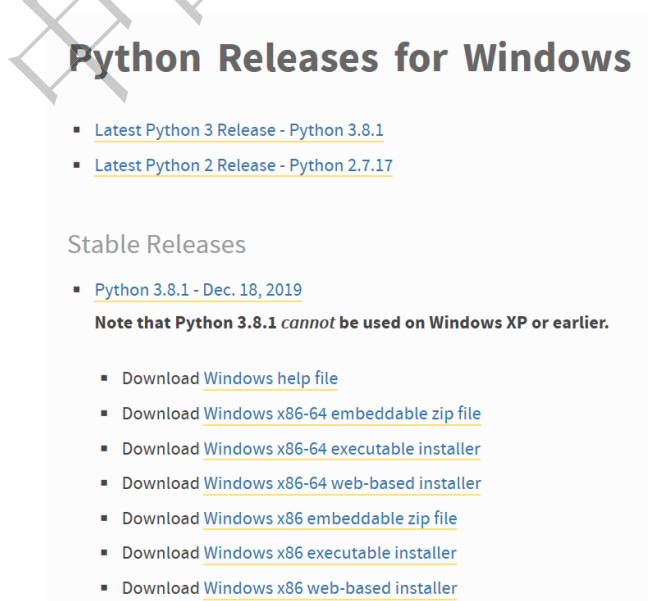 Python Releases for Windows
Latest Python 3 Release - Python 3.8.1
Latest Python 2 Release - Python 2.7.17
Stable Releases
Python 3.8.1 - Dec. 18, 2019
Note that Python 3.8.1 cannot be used on Windows XP or earlier.
Download Windows help file
Download Windows x86-64 embeddable zip file
Download Windows x86-64 executable installer
Download Windows x86-64 web-based installer
Download Windows x86 embeddable zip file
Download Windows x86 executable installer
Download Windows x86 web-based installer